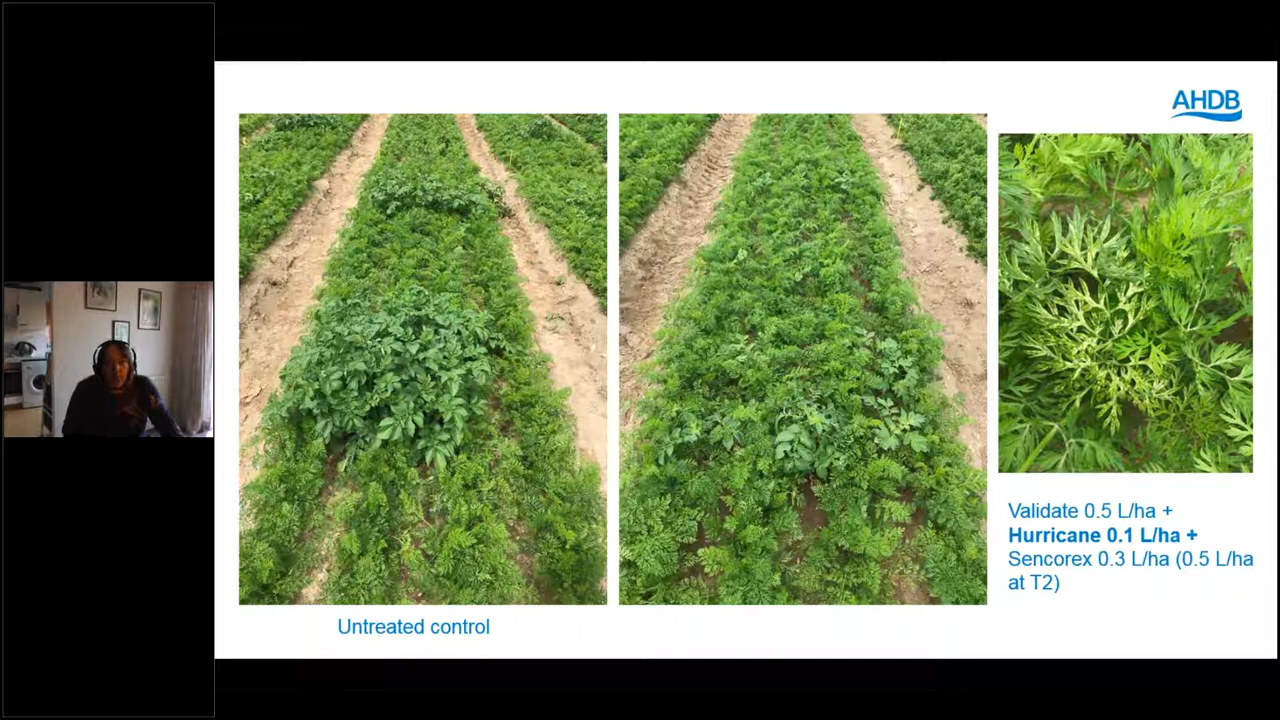 AHDB
Validate 0.5 L/ha +
Hurricane 0.1 L/ha +
Sencorex 0.3 L/ha (0.5 L/ha
at T2)
Untreated control